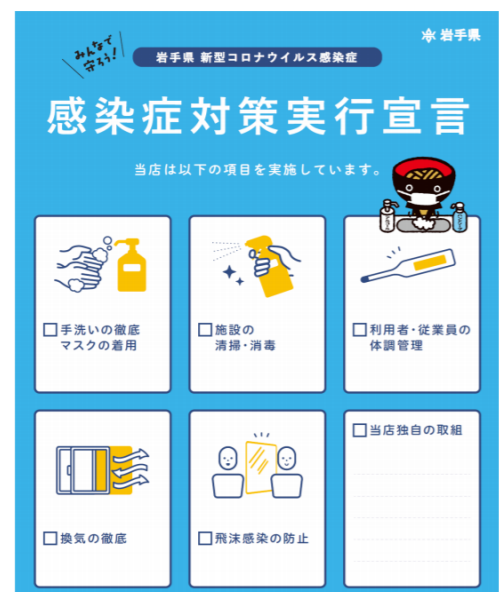 みんなで
守ろう!
岩手県
岩手県 新型コロナウイルス感染症
感染症対策実行宣言
当店は以下の項目を実施しています。
手洗いの徹底
マスクの着用
施設の
清掃・消毒
利用者・従業員の
体調管理
換気の徹底
飛沫感染の防止
当店独自の取組